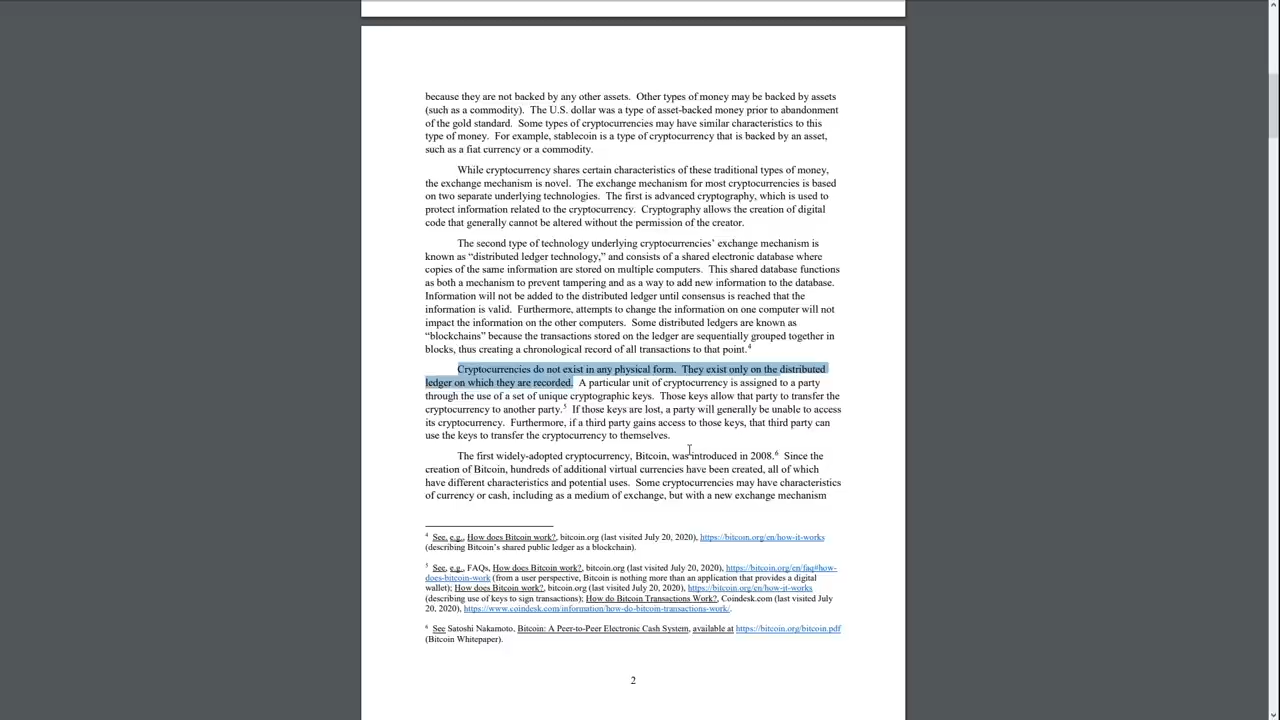 because they are not backed by any other assets.  Other types of money may be backed by assets
(such as a commodity).  The U.S. dollar was a type of asset-backed money prior to abandonment
of the gold standard.  Some types of cryptocurrencies may have similar characteristics to this
type of money.  For example, stablecoin is a type of cryptocurrency that is backed by an asset,
such as a fiat currency or a commodity.
While cryptocurrency shares certain characteristics of these traditional types of money,
the exchange mechanism is novel.  The exchange mechanism for most cryptocurrencies is based
on two separate underlying technologies.  The first is advanced cryptography, which is used to
protect information related to the cryptocurrency.  Cryptography allows the creation of digital
code that generally cannot be altered without the permission of the creator.
The second type of technology underlying cryptocurrencies’ exchange mechanism is
known as “distributed ledger technology,” and consists of a shared electronic database where
copies of the same information are stored on multiple computers.  This shared database functions
as both a mechanism to prevent tampering and as a way to add new information to the database.
Information will not be added to the distributed ledger until consensus is reached that the
information is valid.  Furthermore, attempts to change the information on one computer will not
impact the information on the other computers.  Some distributed ledgers are known as
“blockchains” because the transactions stored on the ledger are sequentially grouped together in
blocks, thus creating a chronological record of all transactions to that point.4
Cryptocurrencies do not exist in any physical form.  They exist only on the distributed
ledger on which they are recorded.  A particular unit of cryptocurrency is assigned to a party
through the use of a set of unique cryptographic keys.  Those keys allow that party to transfer the
cryptocurrency to another party.5  If those keys are lost, a party will generally be unable to access
its cryptocurrency.  Furthermore, if a third party gains access to those keys, that third party can
use the keys to transfer the cryptocurrency to themselves.
The first widely-adopted cryptocurrency, Bitcoin, was introduced in 2008.6  Since the
creation of Bitcoin, hundreds of additional virtual currencies have been created, all of which
have different characteristics and potential uses.  Some cryptocurrencies may have characteristics
of currency or cash, including as a medium of exchange, but with a new exchange mechanism
4  See, e.g., How does Bitcoin work?, bitcoin.org (last visited July 20, 2020), https://bitcoin.org/en/how-it-works
(describing Bitcoin’s shared public ledger as a blockchain).
5  See, e.g., FAQs, How does Bitcoin work?, bitcoin.org (last visited July 20, 2020), https://bitcoin.org/en/faq#how-
does-bitcoin-work (from a user perspective, Bitcoin is nothing more than an application that provides a digital
wallet); How does Bitcoin work?, bitcoin.org (last visited July 20, 2020), https://bitcoin.org/en/how-it-works
(describing use of keys to sign transactions); How do Bitcoin Transactions Work?, Coindesk.com (last visited July
20, 2020), https://www.coindesk.com/information/how-do-bitcoin-transactions-work/.
6  See Satoshi Nakamoto, Bitcoin: A Peer-to-Peer Electronic Cash System, available at https://bitcoin.org/bitcoin.pdf
(Bitcoin Whitepaper).
2